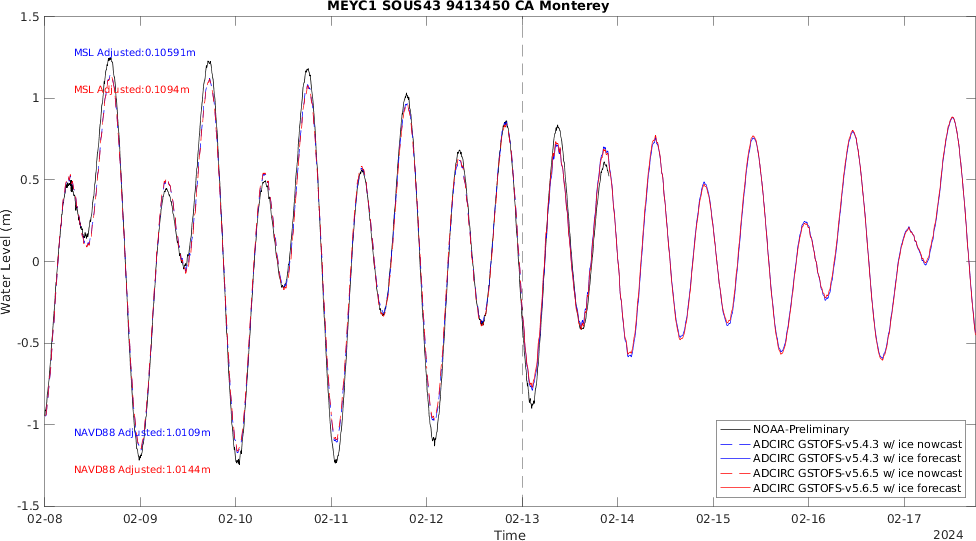 MEYC1 SOUS43 9413450 CA Monterey
1.5
1
0.5
0
-0.5
-1
-1.5
Water Level (m)
MSL Adjusted:0.10591m
MSL Adjusted:0.1094m
NAVD88 Adjusted:1.0109m
NAVD88 Adjusted:1.0144m
NOAA-Preliminary
ADCIRC GSTOFS-v5.4.3 w/ ice nowcast
ADCIRC GSTOFS-v5.4.3 w/ ice forecast
ADCIRC GSTOFS-v5.6.5 w/ ice nowcast
ADCIRC GSTOFS-v5.6.5 w/ ice forecast
02-08 02-09 02-10 02-11 02-12 02-13 02-14 02-15 02-16 02-17
Time
2024